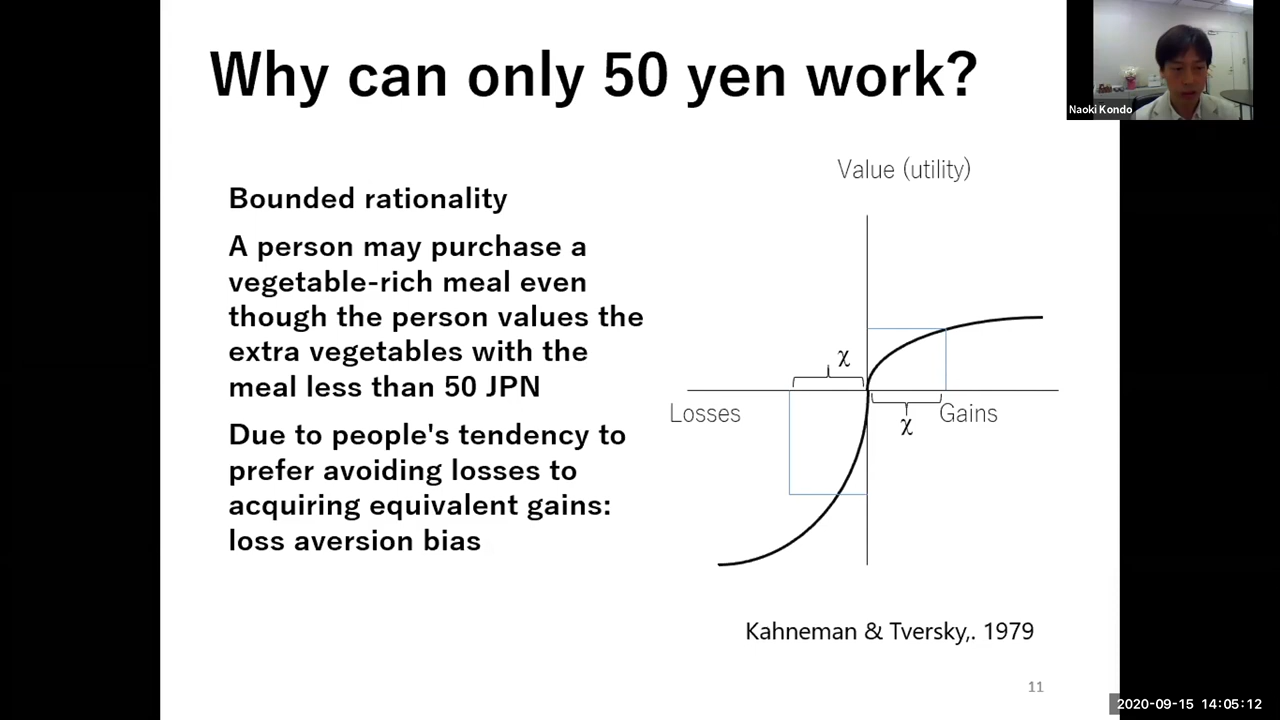 Why can only 50 yen work?
Naoki Kondo
Bounded rationality
A person may purchase a
vegetable-rich meal even
though the person values the
extra vegetables with the
meal less than 50 JPN
Due to people's tendency to
prefer avoiding losses to
acquiring equivalent gains:
loss aversion bias
Value (utility)
χ
Losses
Gains
χ
Kahneman & Tversky,. 1979
11
2020-09-15 14:05:12